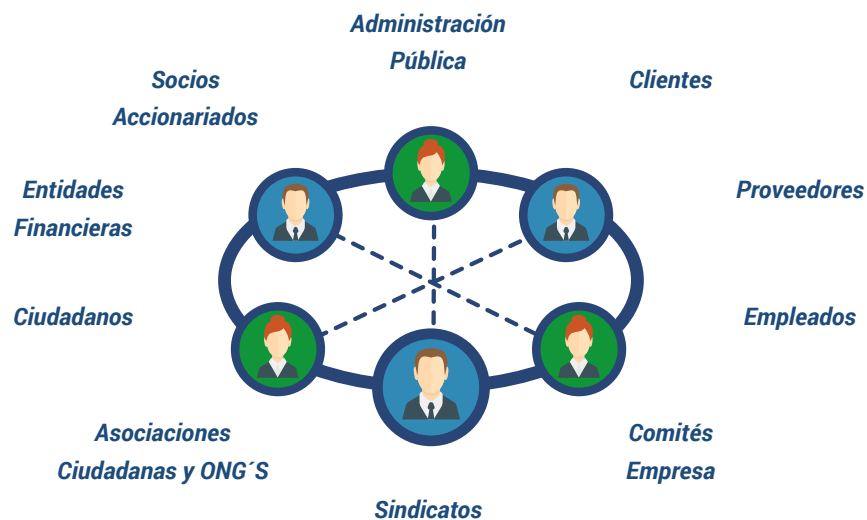 Administración
Pública
Socios
Accionariados
Clientes
Entidades
Financieras
Proveedores
Ciudadanos
Empleados
Asociaciones
Ciudadanas y ONG´S
Comités
Empresa
Sindicatos